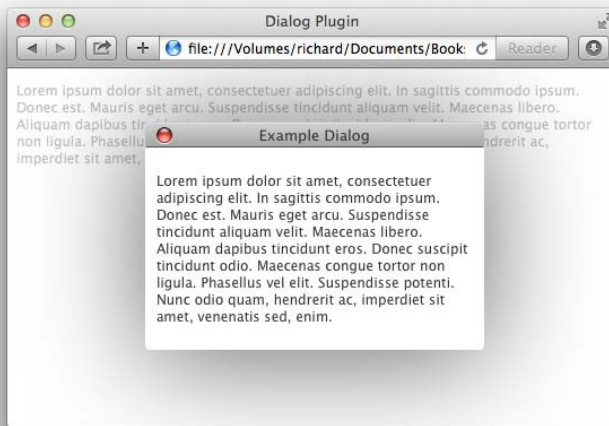 Dialog Plugin
file:///Volumes/richard/Documents/Book
Reader
Lorem ipsum dolor sit amet, consectetuer adipiscing elit. In sagittis commodo ipsum.
Donec est. Mauris eget arcu. Suspendisse tincidunt aliquam velit. Maecenas libero.
Aliquam dapibus as congue tortor
non ligula. ndrerit ac,
imperdiet sit amet,
Example Dialog
Lorem ipsum dolor sit amet, consectetuer
adipiscing elit. In sagittis commodo ipsum.
Donec est. Mauris eget arcu. Suspendisse
tincidunt aliquam velit. Maecenas libero.
Aliquam dapibus tincidunt eros. Donec suscipit
tincidunt odio. Maecenas congue tortor non
ligula. Phasellus vel elit. Suspendisse potenti.
Nunc odio quam, hendrerit ac, imperdiet sit
amet, venenatis sed, enim.